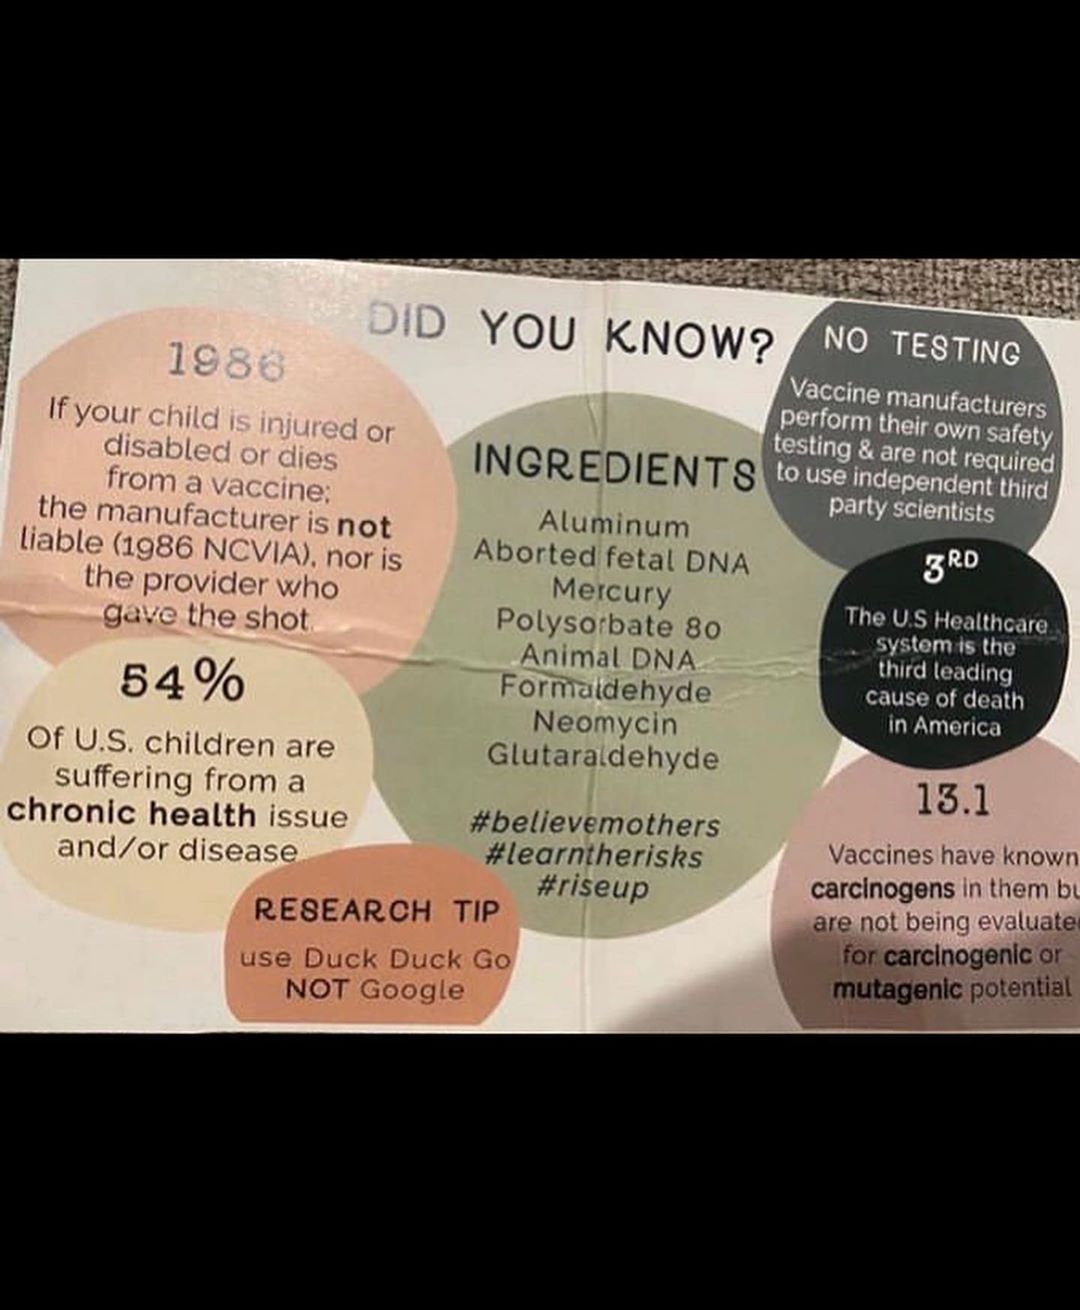 DID YOU KNOW?
1986
If your child is injured or
disabled or dies
from a vaccine;
the manufacturer is not
liable (1986 NCVIA), nor is
the provider who
gave the shot.
54%
Of U.S. children are
suffering from a
chronic health issue
and/or disease
RESEARCH TIP
use Duck Duck Go
NOT Google
INGREDIENTS
Aluminum
Aborted fetal DNA
Mercury
Polysorbate 80
Animal DNA
Formaldehyde
Neomycin
Glutaraldehyde
#believemothers
#learntherisks
#riseup
NO TESTING
Vaccine manufacturers
perform their own safety
testing & are not required
to use independent third
party scientists
3RD
The U.S Healthcare
system is the
third leading
cause of death
in America
13.1
Vaccines have known
carcinogens in them bu
are not being evaluate
for carcinogenic or
mutagenic potential